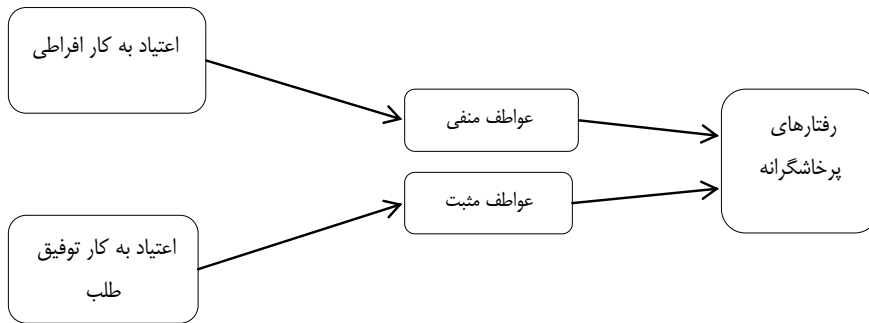 اعتیاد به کار افراطی
عواطف منفی
رفتارهای
پرخاشگرانه
عواطف مثبت
اعتیاد به کار توفیق
طلب